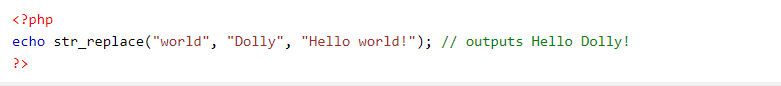 <?php
echo str_replace("world", "Dolly", "Hello world!"); // outputs Hello Dolly!
?>